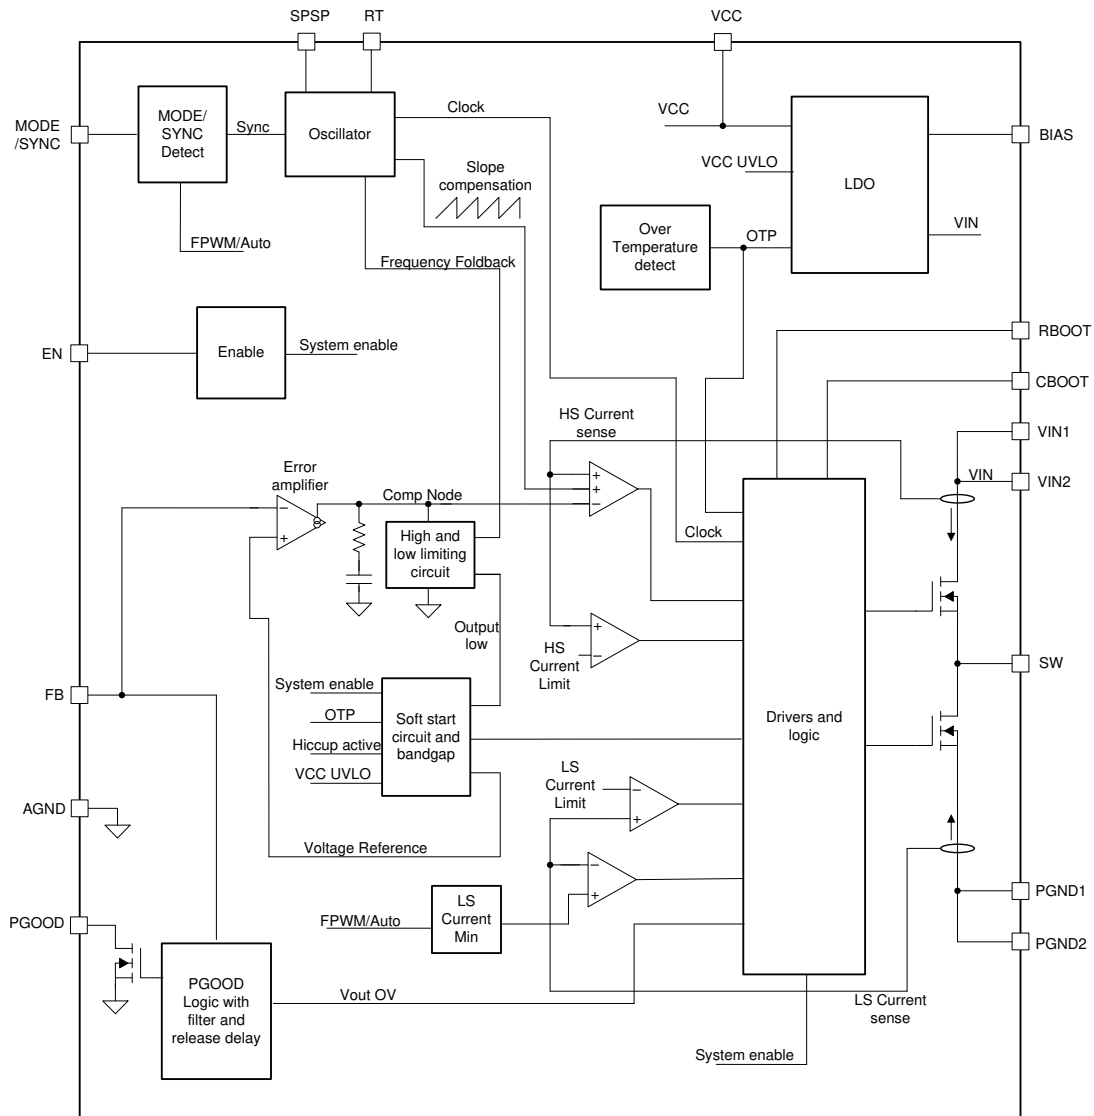 SPSP
RT
VCC
MODE
/SYNC
MODE/
SYNC
Detect
Sync
Oscillator
Clock
Slope
compensation
FPWM/Auto
Frequency Foldback
VCC
VCC UVLO
LDO
BIAS
VIN
Over
Temperature
detect
OTP
EN
Enable
System enable
RBOOT
CBOOT
VIN1
VIN
VIN2
HS Current
sense
+
+
−
Error
amplifier
−
+
Comp Node
High and
low limiting
circuit
Clock
Output
low
+
−
HS
Current
Limit
SW
FB
System enable
OTP
Hiccup active
VCC UVLO
Soft start
circuit and
bandgap
Drivers and
logic
LS
Current
Limit
−
+
AGND
Voltage Reference
−
+
PGOOD
FPWM/Auto
LS
Current
Min
PGND1
PGND2
PGOOD
Logic with
filter and
release delay
Vout OV
LS Current
sense
System enable